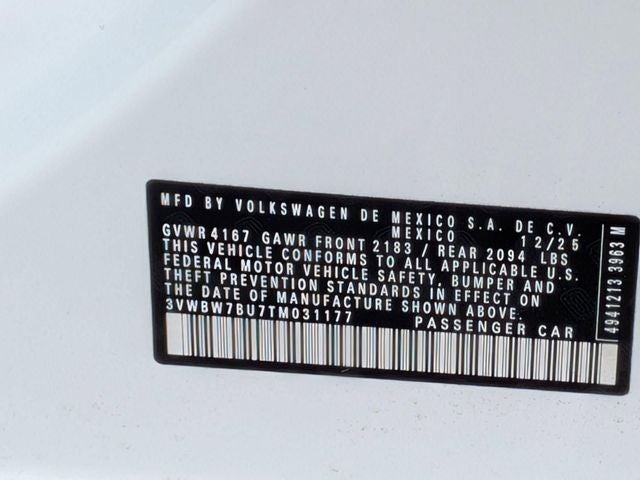 MFD BY VOLKSWAGEN DE MEXICO S.A. DE C.V.
MEXICO 12/25
GVWR 4167 GAWR FRONT 2183 / REAR 2094 LBS
THIS VEHICLE CONFORMS TO ALL APPLICABLE U.S.
FEDERAL MOTOR VEHICLE SAFETY, BUMPER AND
THEFT PREVENTION STANDARDS IN EFFECT ON
THE DATE OF MANUFACTURE SHOWN ABOVE.
3VWBW7BU7TM031177 PASSENGER CAR
4941213 3963 M